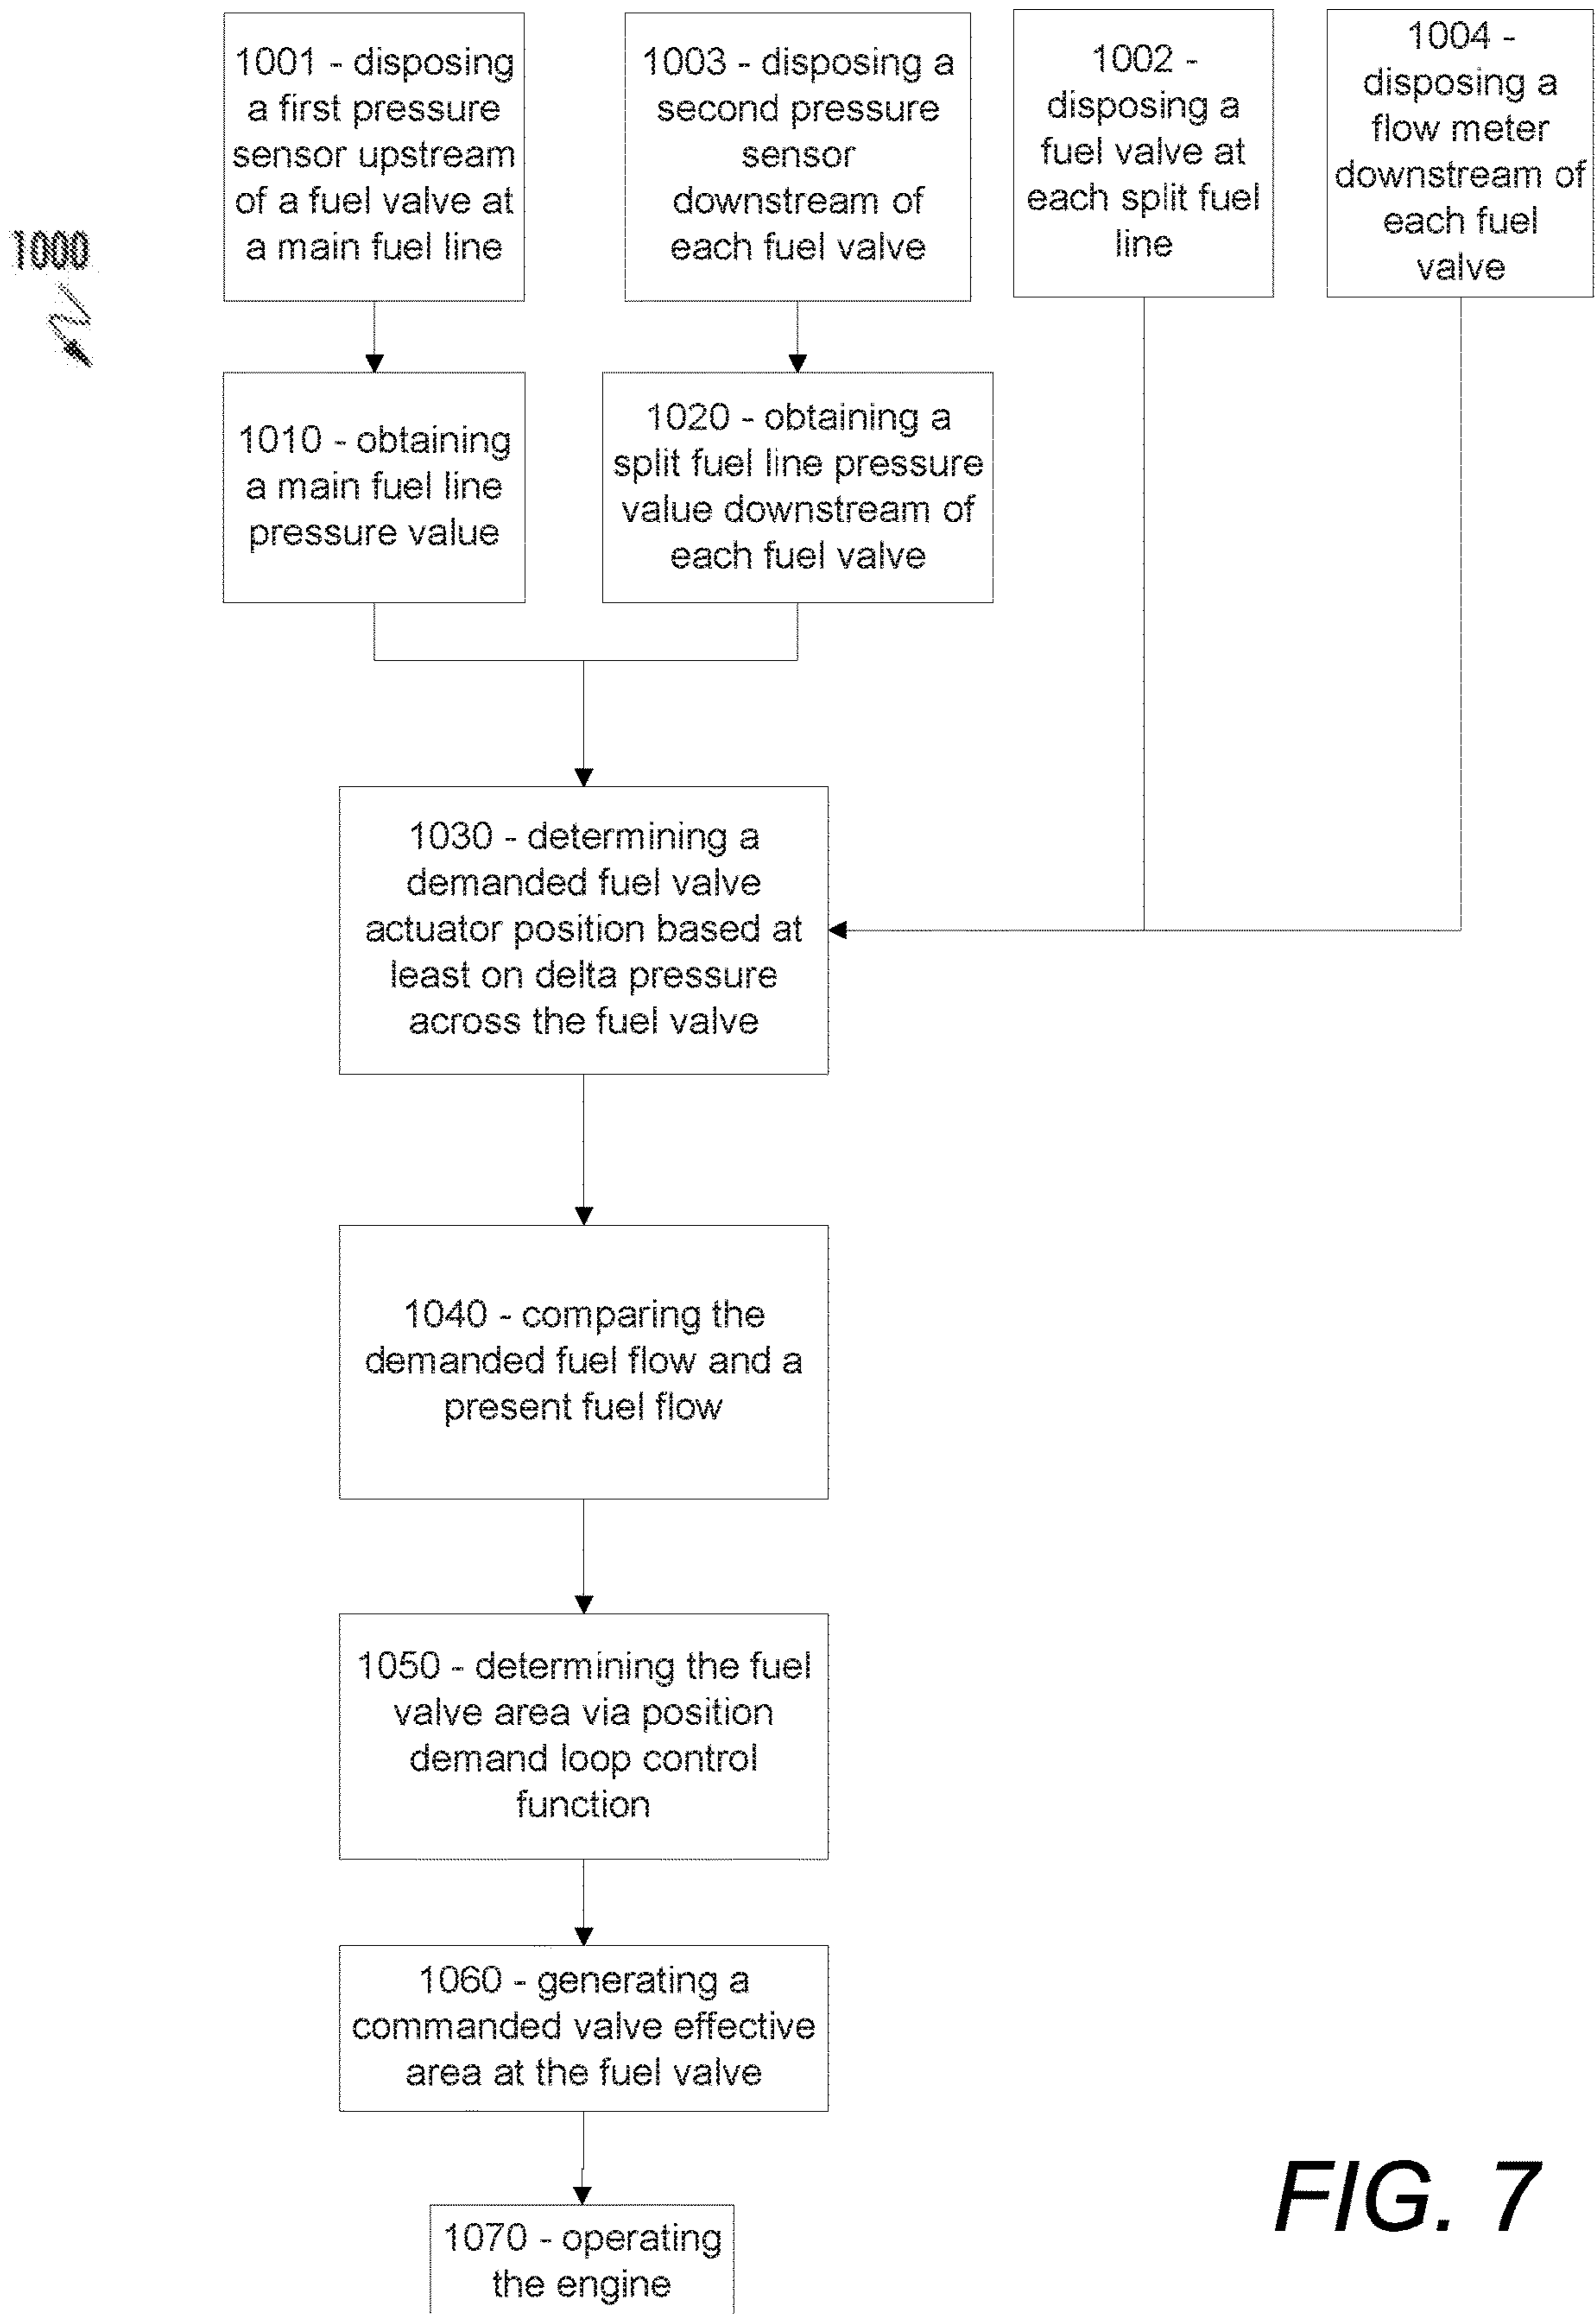 1001 - disposing
a first pressure
sensor upstream
of a fuel valve at
a main fuel line
1003 - disposing a
second pressure
sensor
downstream of
each fuel valve
1002 -
disposing a
fuel valve at
each split fuel
line
1004 -
disposing a
flow meter
downstream of
each fuel
valve
1000
1010 - obtaining
a main fuel line
pressure value
1020 - obtaining a
split fuel line pressure
value downstream of
each fuel valve
1030 - determining a
demanded fuel valve
actuator position based at
least on delta pressure
across the fuel valve
1040 - comparing the
demanded fuel flow and a
present fuel flow
1050 - determining the fuel
valve area via position
demand loop control
function
1060 - generating a
commanded valve effective
area at the fuel valve
1070 - operating
the engine
FIG. 7